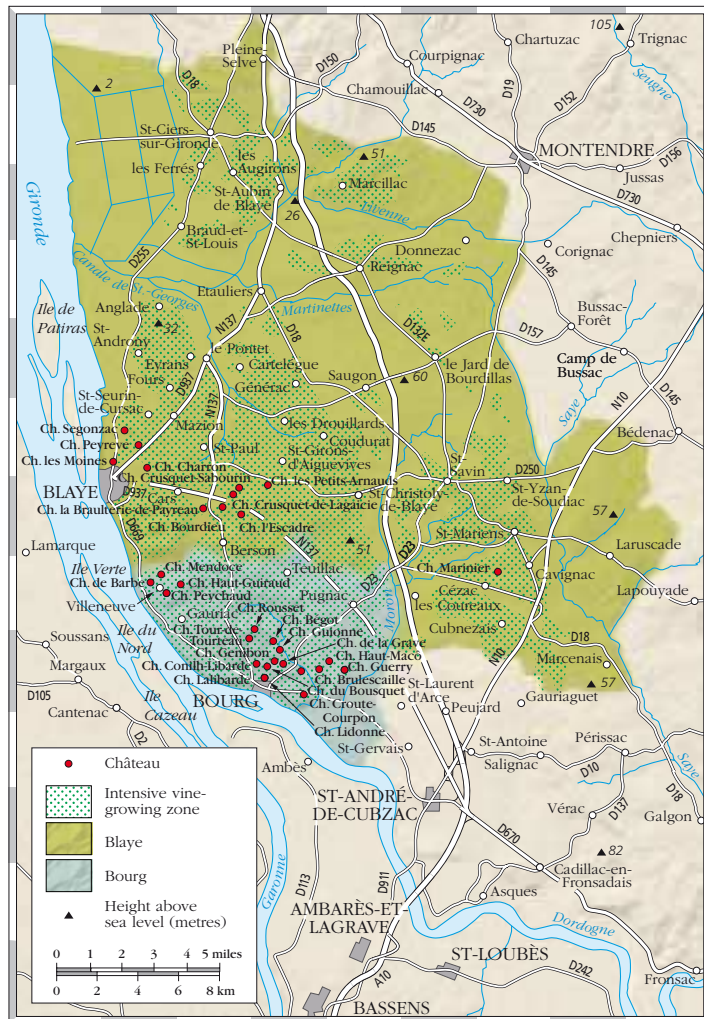 105
Trignac
Chartuzac
Pleine-
Selve
Courpignac
D150
D18
D19
Seugne
2
Chamouillac
D730
D152
D145
St-Ciers-
sur-Gironde
MONTENDRE
les Ferrés
les
Augirons
51
D156
Jussas
St-Aubin
de Blaye
Marcillac
D730
Gironde
26
Livenne
Chepniers
Braud-et-
St-Louis
Donnezac
Corignac
D255
Canale de St.-Georges
Reignac
D145
Etauliers
Ile de
Patiras
Anglade
Martinettes
Bussac-
Forêt
St-
Androny
32
N137
D18
D132E
D157
Eyrans
le Pontet
Camp de
Bussac
Fours
Cartelègue
le Jard de
Bourdillas
D937
Générac
Saugon
60
N10
St-Seurin-
de-Cursac
N137
Saye
D145
Mazion
les Drouillards
Bédenac
Ch. Segonzac
Coudurat
Ch. Peyreyre
St-Paul
St-Girons-
d'Aiguevives
St-
Savin
Ch. les Moines
Ch. Charron
D250
BLAYE
Ch. Crusquet-Sabourin
Ch. les Petits-Arnauds
St-Yzan-
de-Soudiac
D937
Cars
Ch. Crusquet-de-Lagaicie
St-Christoly-
de-Blaye
Ch. la Braulterie-de-Payreau
57
Ch. Bourdieu
Ch. l'Escadre
St-Mariens
D669
Berson
51
Lamarque
N137
D23
Laruscade
Ile Verte
Ch. Mendoce
Teuillac
Ch. Marinier
Cavignac
Ch. de Barbe
Ch. Haut-Guiraud
D23
Cézac
Lapouyade
Villeneuve
Ch. Peychaud
Pugnac
Moron
les Coureaux
Gauriac
Ch. Rousset
Cubnezais
Ile du
Nord
Ch. Tour-de-
Tourteau
Ch. Begot
Ch. Guionne
D18
Soussans
Ch. Genibon
Ch. de la Grave
N10
Marcenais
Ch. Conilh-Libarde
Ch. Haut-Macô
Margaux
Ch. Guerry
Ch. Lalibarde
Ch. Brulescaille
57
D105
Ile
Cazeau
BOURG
Ch. du Bousquet
St-Laurent
d'Arce
Gauriaguet
Cantenac
Ch. Croute-
Courpon
Peujard
D2
Ch. Lidonne
Saye
St-Gervais
St-Antoine
Périssac
Ambès
Salignac
D10
ST-ANDRÉ-
DE-CUBZAC
D18
Vérac
D137
Galgon
D670
82
D113
D911
Cadillac-en-
Fronsadais
Garonne
Asques
AMBARÈS-ET-
LAGRAVE
Dordogne
ST-LOUBÈS
Fronsac
A10
D242
BASSENS
Château
Intensive vine-
growing zone
Blaye
Bourg
Height above
sea level (metres)
0 1 2 3 4 5 miles
0 2 4 6 8 km